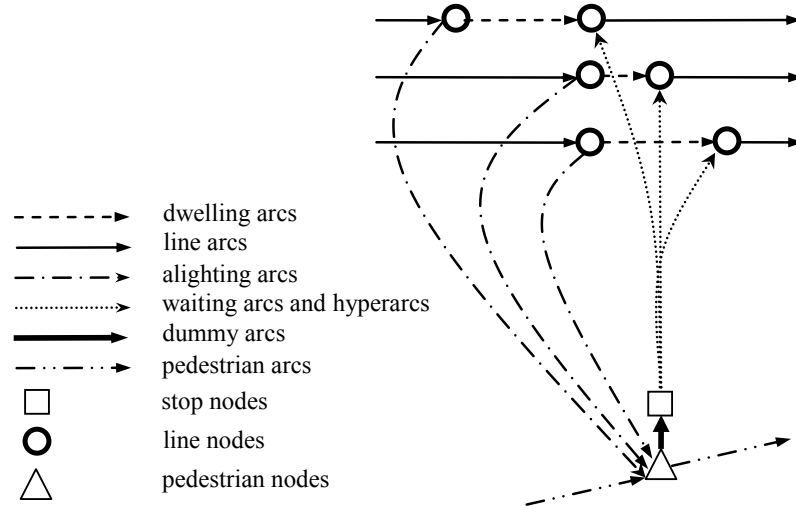 dwelling arcs
line arcs
alighting arcs
waiting arcs and hyperarcs
dummy arcs
pedestrian arcs
stop nodes
line nodes
pedestrian nodes